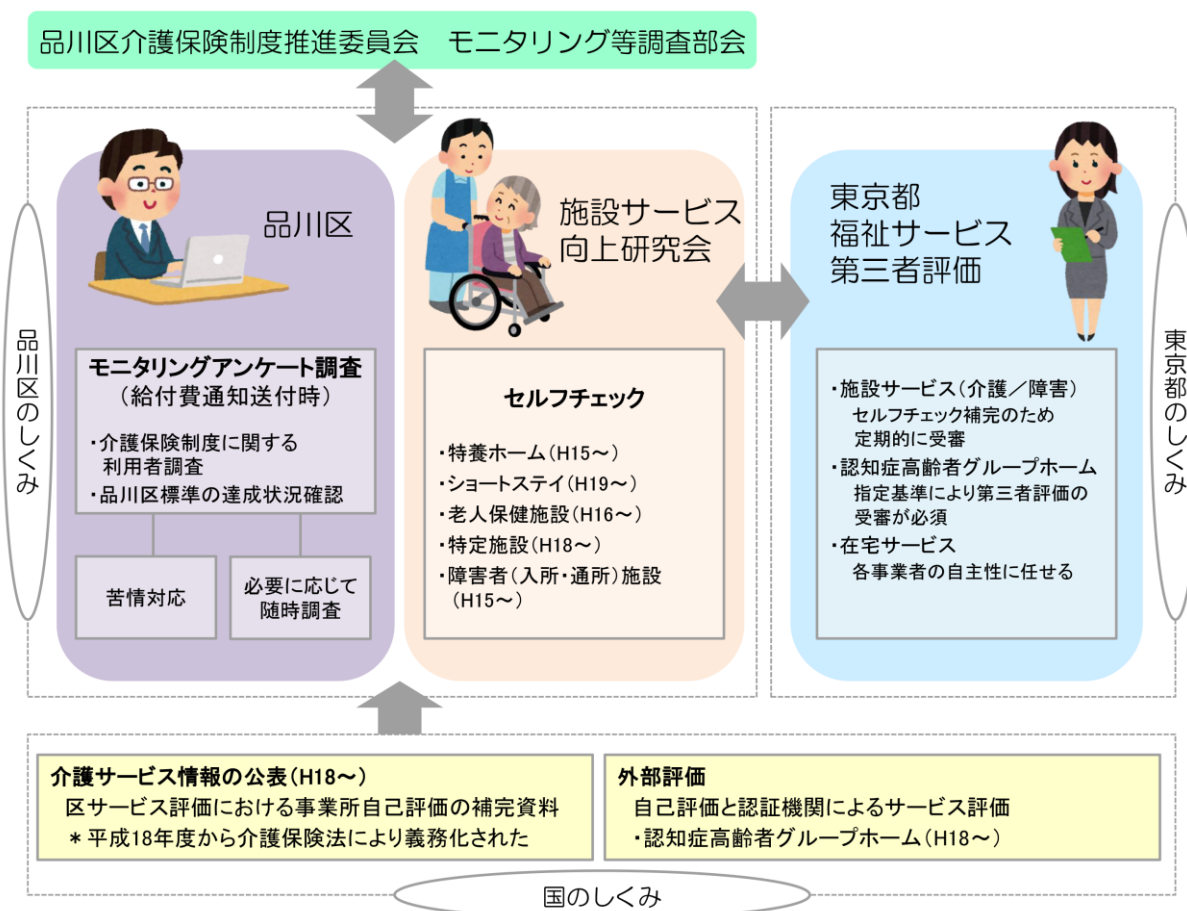 品川区介護保険制度推進委員会　モニタリング等調査部会
品川区のしくみ
品川区
モニタリングアンケート調査
（給付費通知送付時）
・介護保険制度に関する
利用者調査
・品川区標準の達成状況確認
苦情対応
必要に応じて
随時調査
施設サービス
向上研究会
セルフチェック
・特養ホーム（H15～）
・ショートステイ（H19～）
・老人保健施設（H16～）
・特定施設（H18～）
・障害者（入所・通所）施設
（H15～）
東京都
福祉サービス
第三者評価
・施設サービス（介護／障害）
セルフチェック補完のため
定期的に受審
・認知症高齢者グループホーム
指定基準により第三者評価の
受審が必須
・在宅サービス
各事業者の自主性に任せる
東京都のしくみ
介護サービス情報の公表（H18～）
区サービス評価における事業所自己評価の補完資料
＊平成18年度から介護保険法により義務化された
外部評価
自己評価と認証機関によるサービス評価
・認知症高齢者グループホーム（H18～）
国のしくみ